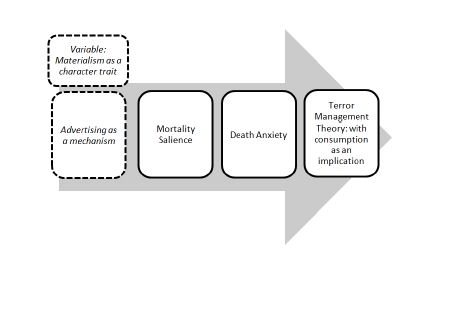 Variable:
Materialism as a
character trait
Advertising as
a mechanism
Mortality
Salience
Death Anxiety
Terror
Management
Theory: with
consumption
as an
implication